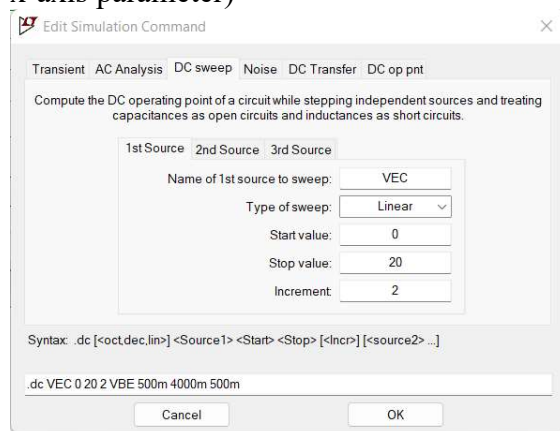 x-axis parameter)
Edit Simulation Command
Transient AC Analysis DC sweep Noise DC Transfer DC op pnt
Compute the DC operating point of a circuit while stepping independent sources and treating
capacitances as open circuits and inductances as short circuits.
1st Source 2nd Source 3rd Source
Name of 1st source to sweep: VEC
Type of sweep: Linear
Start value: 0
Stop value: 20
Increment: 2
Syntax: .dc [<oct,dec,lin>] <Source1> <Start> <Stop> [<Incr>] [<source2> ...]
.dc VEC 0 20 2 VBE 500m 4000m 500m
Cancel OK